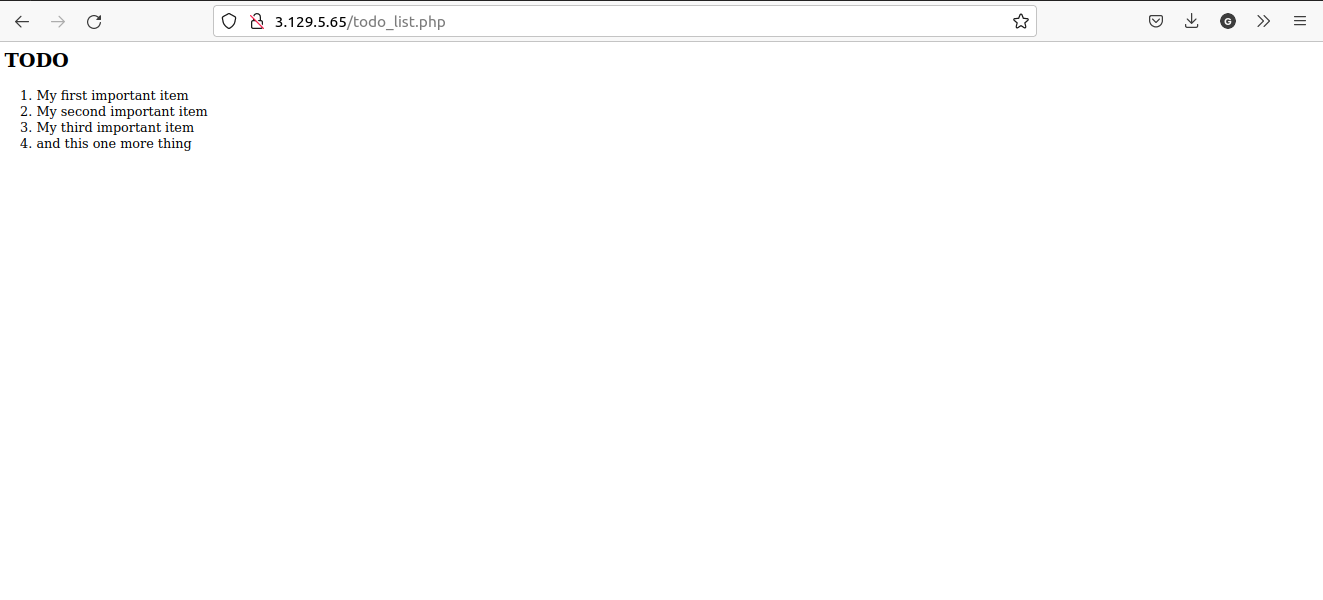 3.129.5.65/todo_list.php
G
TODO
1. My first important item
2. My second important item
3. My third important item
4. and this one more thing